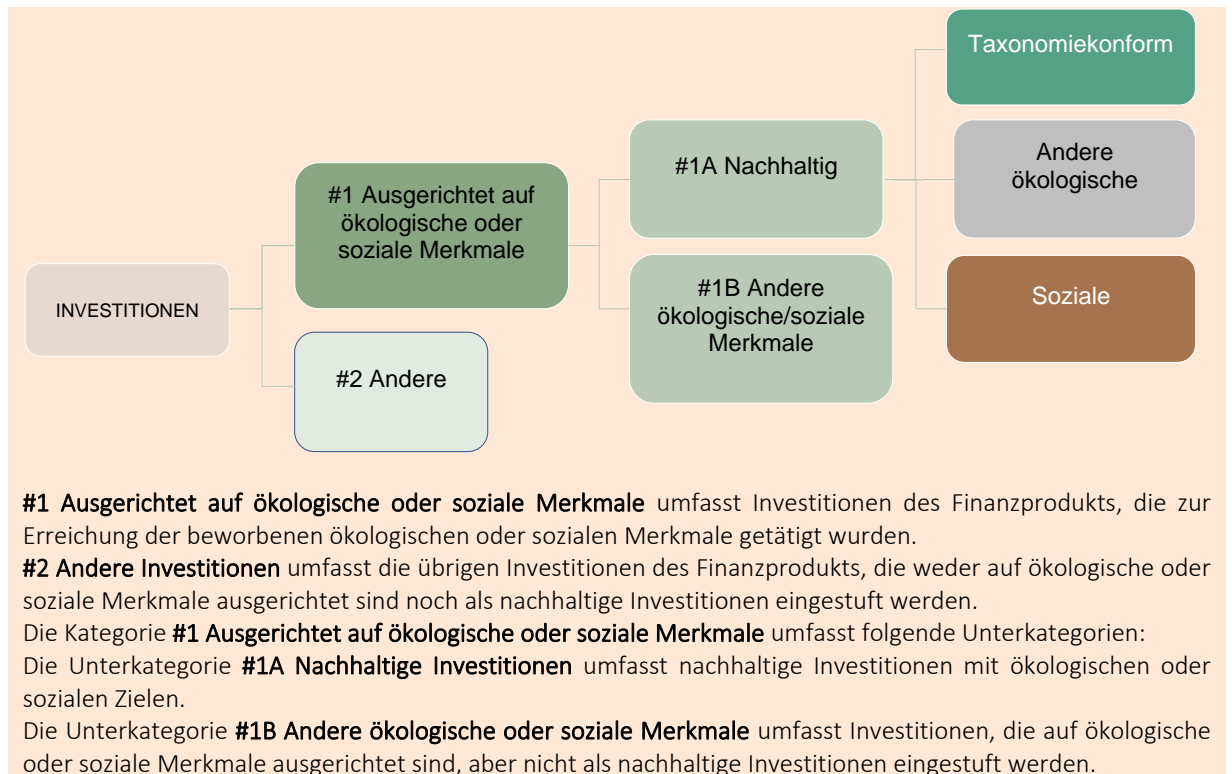 Taxonomiekonform
#1A Nachhaltig
Andere
ökologische
#1 Ausgerichtet auf
ökologische oder
soziale Merkmale
#1B Andere
ökologische/soziale
Merkmale
Soziale
INVESTITIONEN
#2 Andere
#1 Ausgerichtet auf ökologische oder soziale Merkmale umfasst Investitionen des Finanzprodukts, die zur
Erreichung der beworbenen ökologischen oder sozialen Merkmale getätigt wurden.
#2 Andere Investitionen umfasst die übrigen Investitionen des Finanzprodukts, die weder auf ökologische oder
soziale Merkmale ausgerichtet sind noch als nachhaltige Investitionen eingestuft werden.
Die Kategorie #1 Ausgerichtet auf ökologische oder soziale Merkmale umfasst folgende Unterkategorien:
Die Unterkategorie #1A Nachhaltige Investitionen umfasst nachhaltige Investitionen mit ökologischen oder
sozialen Zielen.
Die Unterkategorie #1B Andere ökologische oder soziale Merkmale umfasst Investitionen, die auf ökologische
oder soziale Merkmale ausgerichtet sind, aber nicht als nachhaltige Investitionen eingestuft werden.